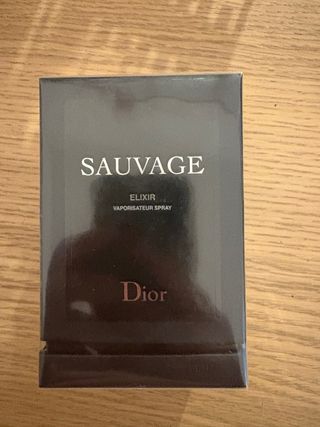 SAUVAGE
ELIXIR
VAPORISATEUR SPRAY
Dior